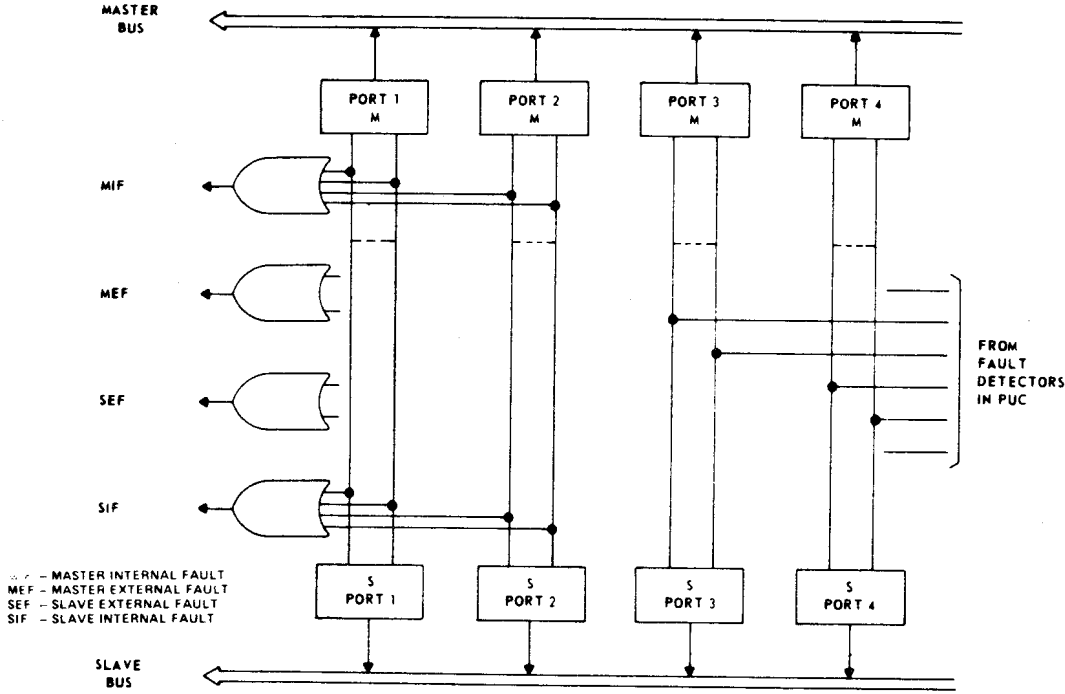 MASTER
BUS
PORT 1
M
PORT 2
M
PORT 3
M
PORT 4
M
MIF
MEF
SEF
SIF
FROM
FAULT
DETECTORS
IN PUC
– MASTER INTERNAL FAULT
MEF – MASTER EXTERNAL FAULT
SEF – SLAVE EXTERNAL FAULT
SIF – SLAVE INTERNAL FAULT
S
PORT 1
S
PORT 2
S
PORT 3
S
PORT 4
SLAVE
BUS